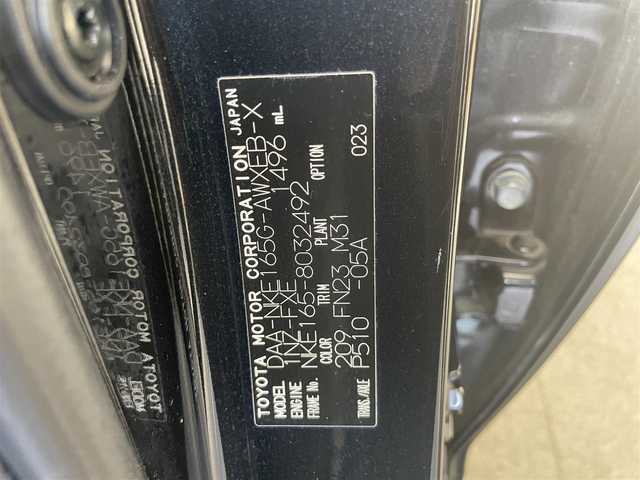 TOYOTA MOTOR CORPORATION JAPAN
MODEL DAA-NKE165G-AWXEB-X
ENGINE 1NZ-FXE 1496 mL
FRAME No. NKE165-8032492
COLOR TRIM PLANT OPTION
209 FN23 M31 023
TRANS./AXLE P510 -05A